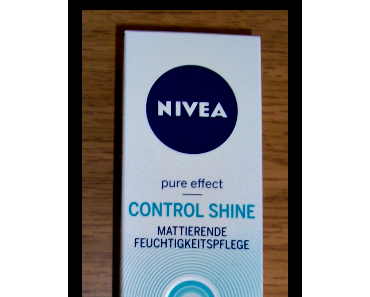 NIVEA
pure effect
CONTROL SHINE
MATTIERENDE
FEUCHTIGKEITSPFLEGE